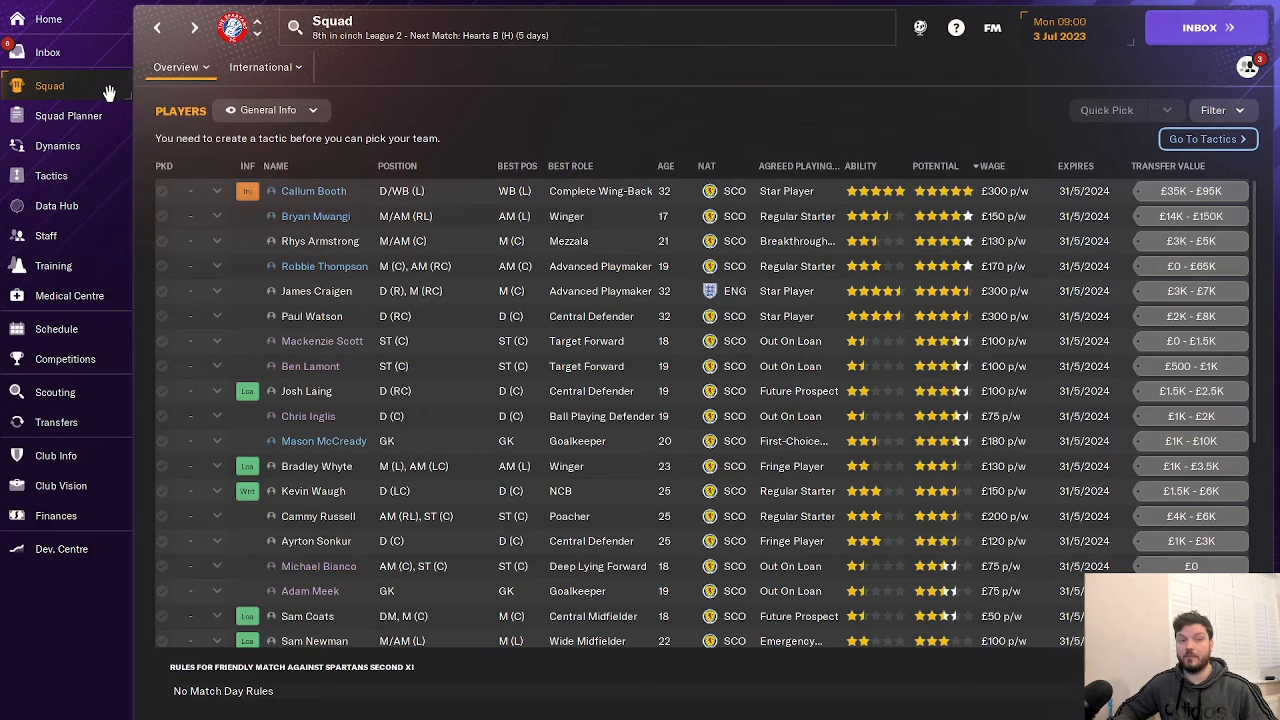 Home
Squad
Mon 09:00
8th in cinch League 2 - Next Match: Hearts B (H) (5 days)
FM
3 Jul 2023
INBOX
6
Inbox
3
Overview
International
Squad
Squad Planner
PLAYERS
General Info
Quick Pick
Filter
You need to create a tactic before you can pick your team.
Go To Tactics
Dynamics
PKD INF NAME POSITION BEST POS BEST ROLE AGE NAT AGREED PLAYING... ABILITY POTENTIAL WAGE EXPIRES TRANSFER VALUE
Tactics
- Inj Callum Booth D/WB (L) WB (L) Complete Wing-Back 32 SCO Star Player £300 p/w 31/5/2024 £35K - £95K
Data Hub
- Bryan Mwangi M/AM (RL) AM (L) Winger 17 SCO Regular Starter £150 p/w 31/5/2024 £14K - £150K
Staff
- Rhys Armstrong M/AM (C) M (C) Mezzala 21 SCO Breakthrough... £130 p/w 31/5/2024 £3K - £5K
Training
- Robbie Thompson M (C), AM (RC) AM (C) Advanced Playmaker 19 SCO Regular Starter £170 p/w 31/5/2024 £0 - £65K
Medical Centre
- James Craigen D (R), M (RC) M (C) Advanced Playmaker 32 ENG Star Player £300 p/w 31/5/2024 £3K - £7K
Schedule
- Paul Watson D (RC) D (C) Central Defender 32 SCO Star Player £300 p/w 31/5/2024 £2K - £8K
- Mackenzie Scott ST (C) ST (C) Target Forward 18 SCO Out On Loan £100 p/w 31/5/2024 £0 - £1.5K
Competitions
- Ben Lamont ST (C) ST (C) Target Forward 19 SCO Out On Loan £100 p/w 31/5/2024 £500 - £1K
Scouting
- Loa Josh Laing D (RC) D (C) Central Defender 19 SCO Future Prospect £100 p/w 31/5/2024 £1.5K - £2.5K
Transfers
- Chris Inglis D (C) D (C) Ball Playing Defender 19 SCO Out On Loan £75 p/w 31/5/2024 £1K - £2K
- Mason McCready GK GK Goalkeeper 20 SCO First-Choice... £180 p/w 31/5/2024 £1K - £10K
Club Info
- Loa Bradley Whyte M (L), AM (LC) AM (L) Winger 23 SCO Fringe Player £130 p/w 31/5/2024 £1K - £3.5K
Club Vision
- Wnt Kevin Waugh D (LC) D (C) NCB 25 SCO Regular Starter £150 p/w 31/5/2024 £1.5K - £6K
Finances
- Cammy Russell AM (RL), ST (C) ST (C) Poacher 25 SCO Regular Starter £200 p/w 31/5/2024 £4K - £6K
Dev. Centre
- Ayrton Sonkur D (C) D (C) Central Defender 25 SCO Fringe Player £120 p/w 31/5/2024 £1K - £3K
- Michael Bianco AM (C), ST (C) ST (C) Deep Lying Forward 18 SCO Out On Loan £75 p/w 31/5/2024 £0
- Adam Meek GK GK Goalkeeper 19 SCO Out On Loan £75 p/w 31/5/2024
- Loa Sam Coats DM, M (C) M (C) Central Midfielder 18 SCO Future Prospect £50 p/w 31/5/2024
- Loa Sam Newman M/AM (L) M (L) Wide Midfielder 22 SCO Emergency... £100 p/w 31/5/2024
RULES FOR FRIENDLY MATCH AGAINST SPARTANS SECOND XI
No Match Day Rules